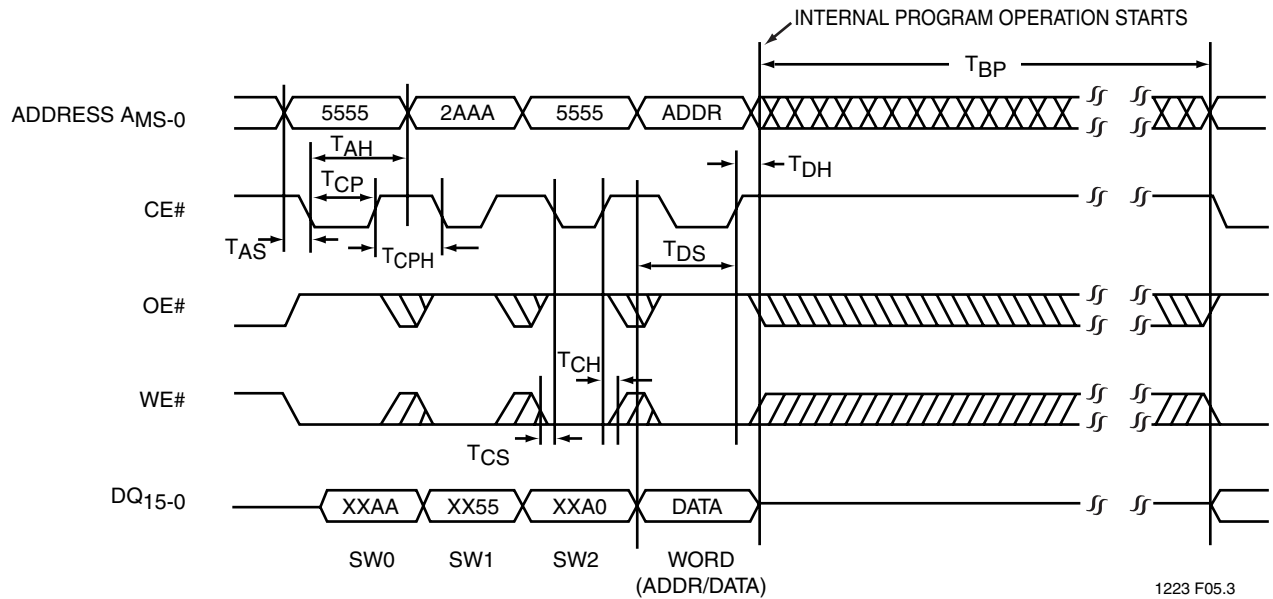 INTERNAL PROGRAM OPERATION STARTS
TBP
ADDRESS AMS-0
5555
2AAA
5555
ADDR
TAH
TDH
TCP
CE#
TAS
TCPH
TDS
OE#
TCH
WE#
TCS
DQ15-0
XXAA
XX55
XXA0
DATA
SW0
SW1
SW2
WORD
(ADDR/DATA)
1223 F05.3